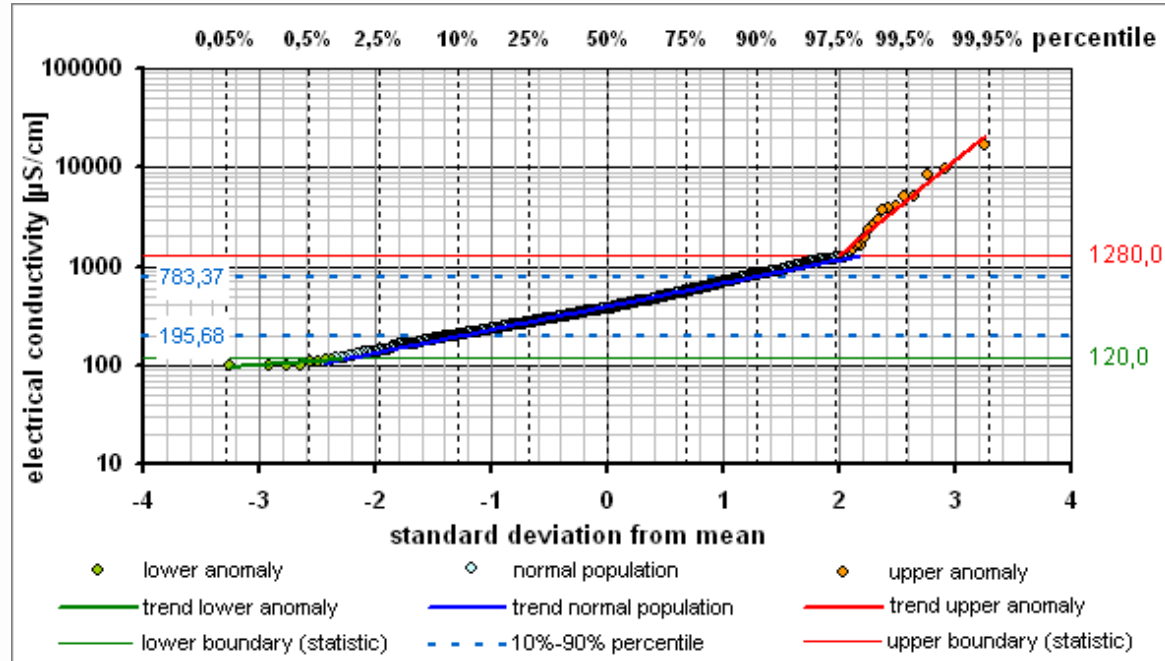 0,05% 0,5% 2,5% 10% 25% 50% 75% 90% 97,5% 99,5% 99,95% percentile
100000
10000
1000
100
10
electrical conductivity [µS/cm]
783,37
195,68
1280,0
120,0
-4 -3 -2 -1 0 1 2 3 4
standard deviation from mean
lower anomaly normal population upper anomaly
trend lower anomaly trend normal population trend upper anomaly
lower boundary (statistic) 10%-90% percentile upper boundary (statistic)